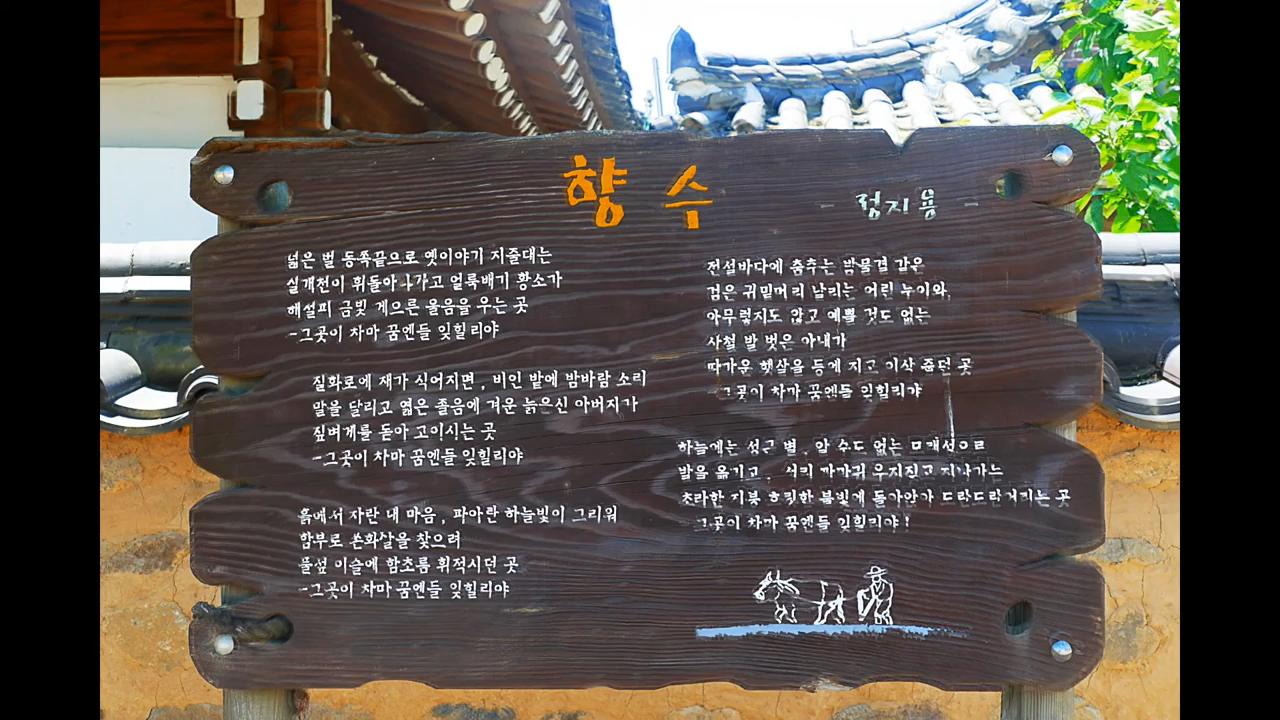 향수
- 정지용 -
넓은 벌 동쪽끝으로 옛이야기 지줄대는
실개천이 휘돌아 나가고 얼룩배기 황소가
해설피 금빛 게으른 울음을 우는 곳
-그곳이 차마 꿈엔들 잊힐리야
질화로에 재가 식어지면, 비인 밭에 밤바람 소리
말을 달리고 엷은 졸음에 겨운 늙은신 아버지가
짚벼개를 돋아 고이시는 곳
-그곳이 차마 꿈엔들 잊힐리야
흙에서 자란 내 마음, 파아란 하늘빛이 그리워
함부로 쏜화살을 찾으려
풀섶 이슬에 함초롬 휘적시던 곳
-그곳이 차마 꿈엔들 잊힐리야
전설바다에 춤추는 밤물결 같은
검은 귀밑머리 날리는 어린 누이와,
아무렇지도 않고 예쁠 것도 없는
사철 발 벗은 아내가
따가운 햇살을 등에 지고 이삭 줍던 곳
-그곳이 차마 꿈엔들 잊힐리야
하늘에는 성근 별, 알 수도 없는 모래성으로
발을 옮기고, 서리 까마귀 우지짖고 지나가는
초라한 지붕 흐릿한 불빛에 돌아앉아 도란도란거리는 곳
그곳이 차마 꿈엔들 잊힐리야!